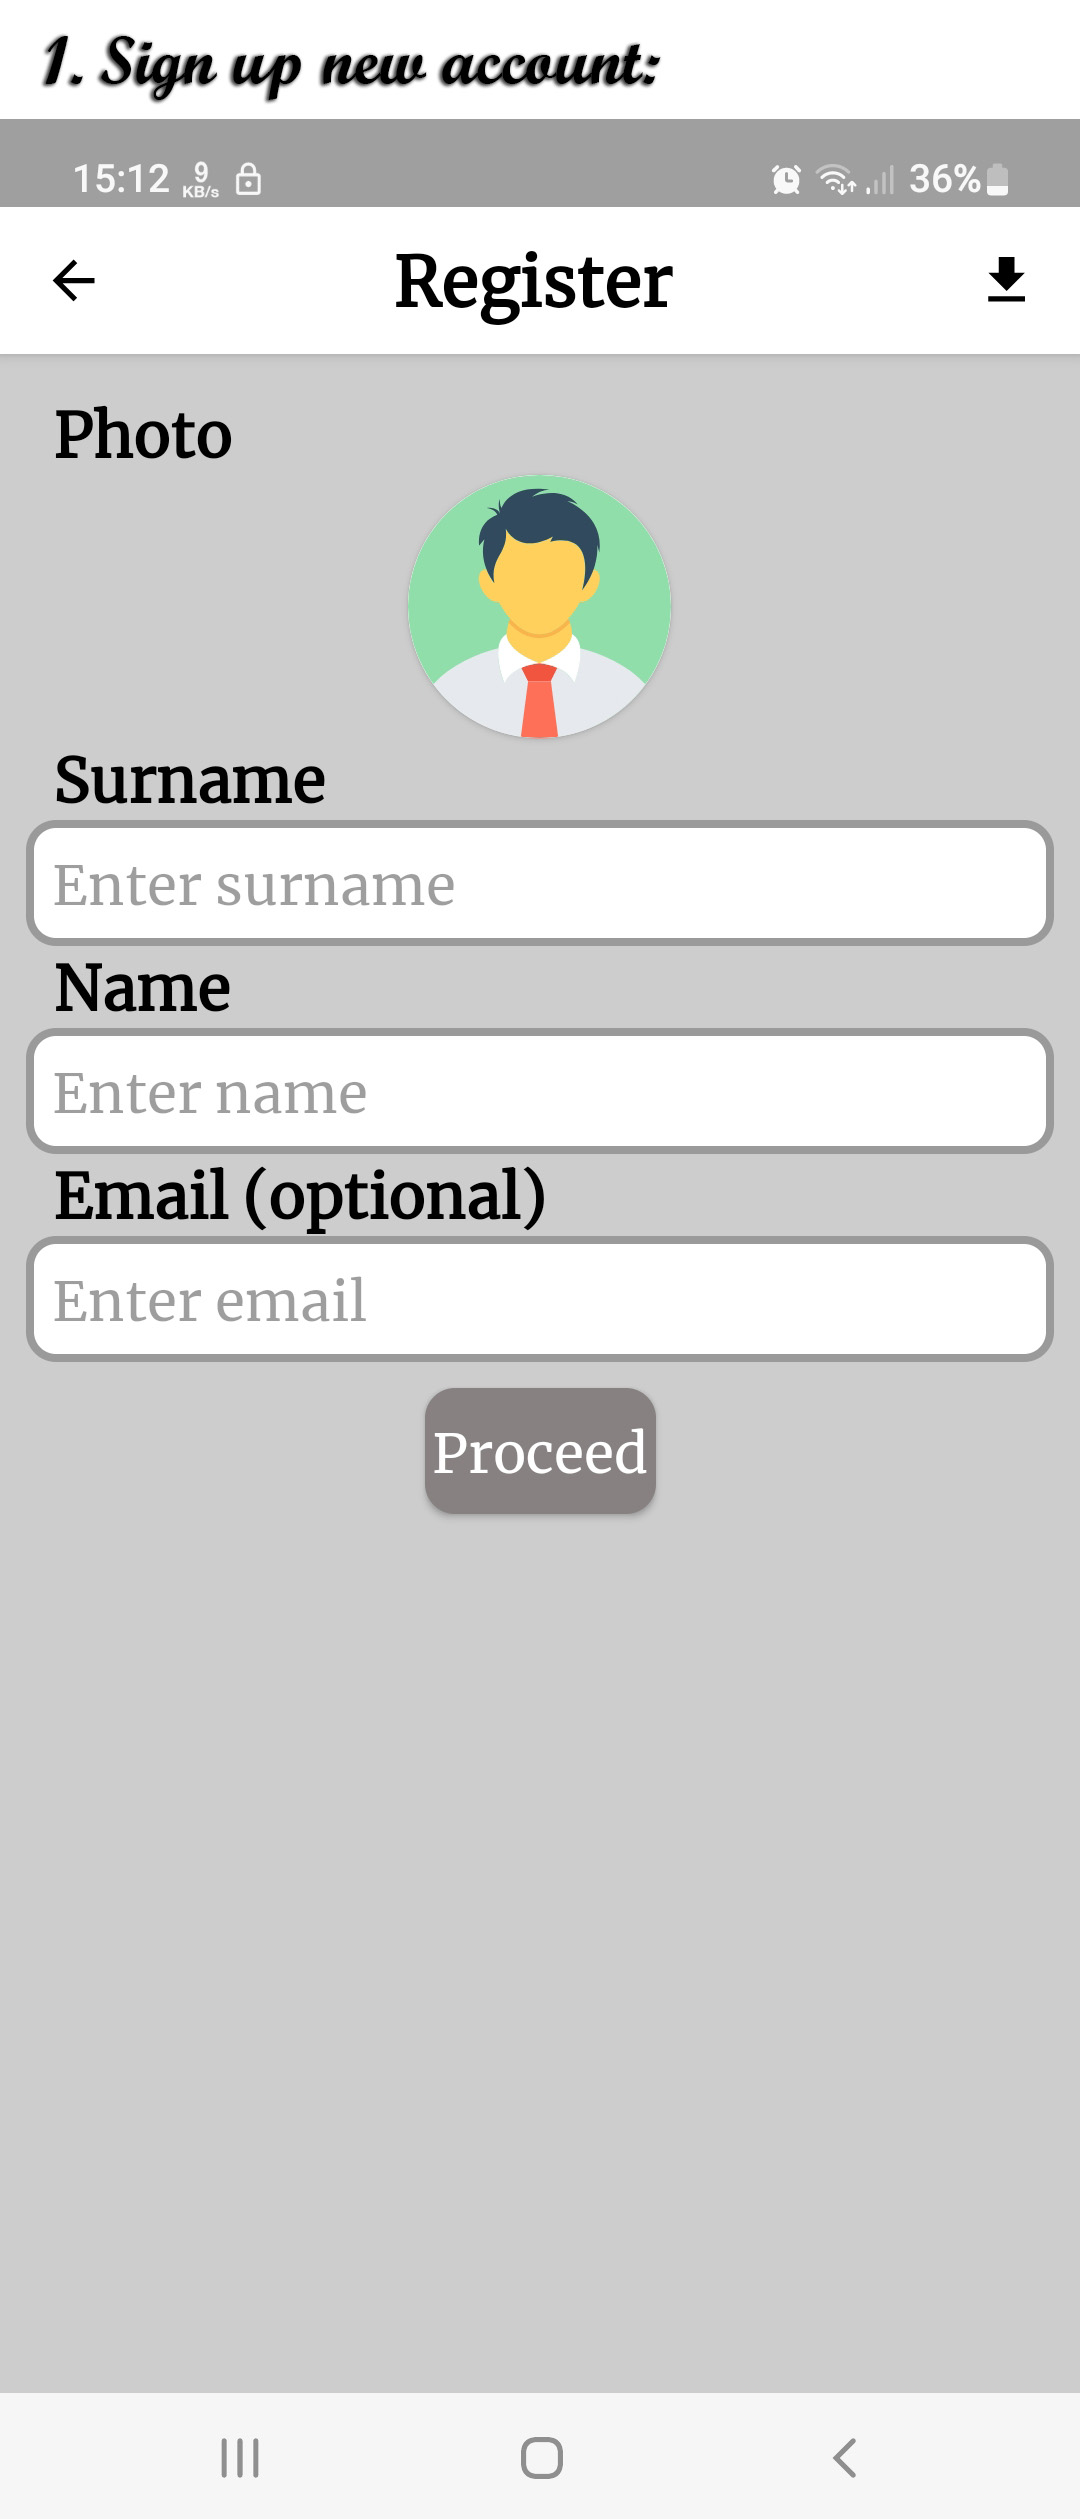 1. Sign up new account:
15:12 9 KB/s 36%
Register
Photo
Surname
Enter surname
Name
Enter name
Email (optional)
Enter email
Proceed